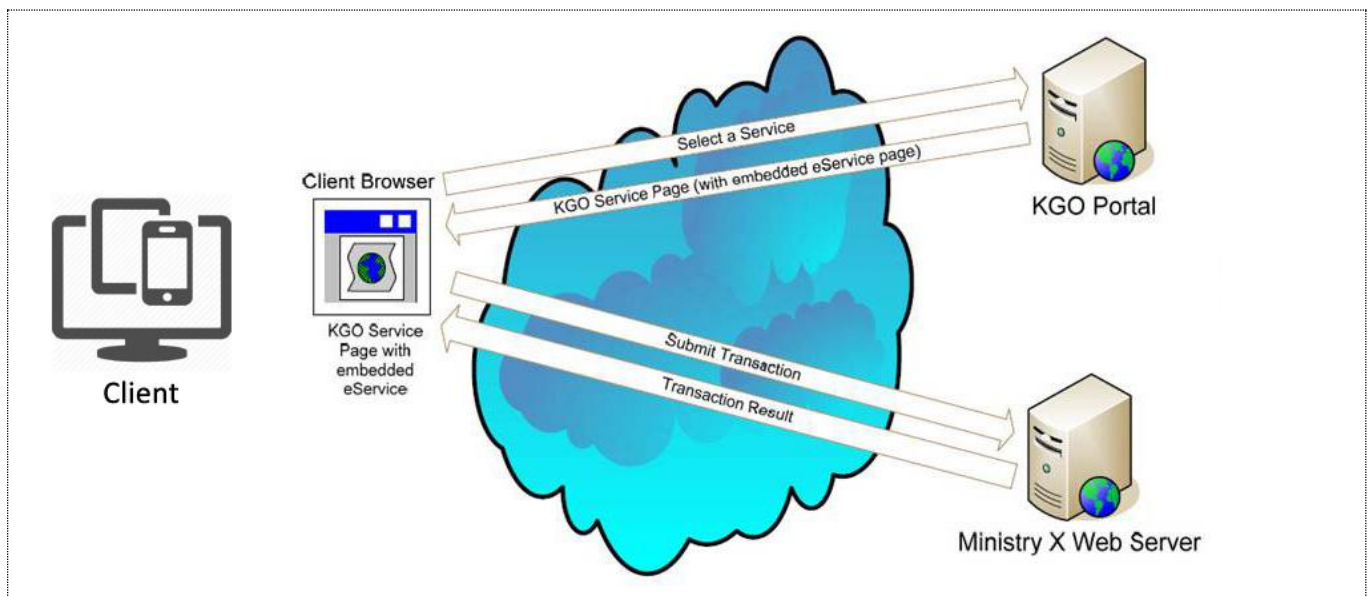 Select a Service
KGO Service Page (with embedded eService page)
Client Browser
KGO Portal
KGO Service
Page with
embedded
eService
Client
Submit Transaction
Transaction Result
Ministry X Web Server